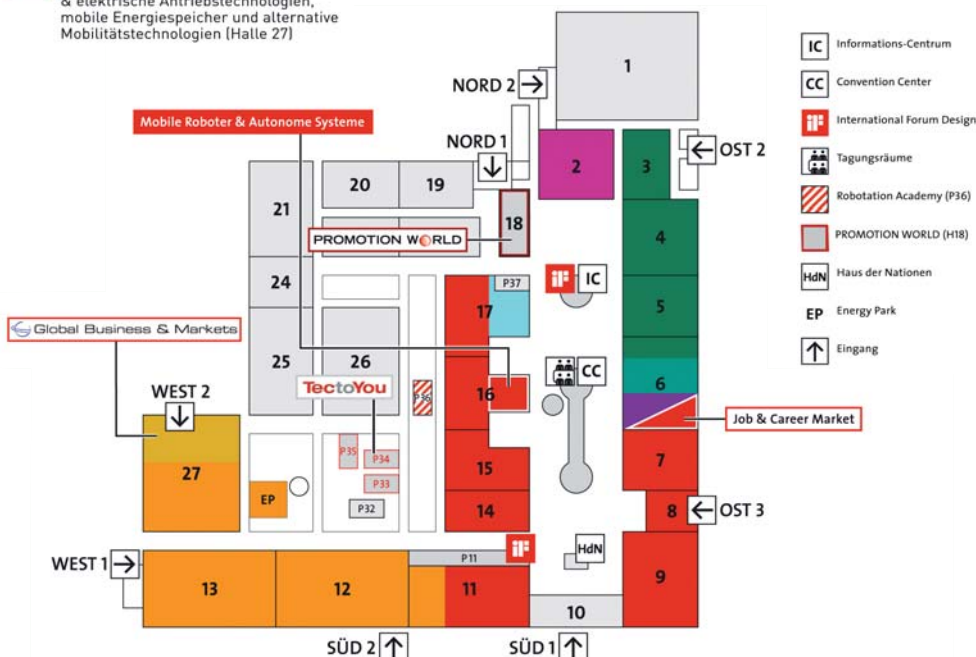 & elektrische Antriebstechnologien,
mobile Energiespeicher und alternative
Mobilitätstechnologien (Halle 27)
1
NORD 2
IC Informations-Centrum
CC Convention Center
iF International Forum Design
Tagungsräume
Robotation Academy (P36)
PROMOTION WORLD (H18)
HdN Haus der Nationen
EP Energy Park
Eingang
Mobile Roboter & Autonome Systeme
NORD 1
2
3
OST 2
20
19
21
18
PROMOTION WORLD
4
24
P37
iF
IC
17
5
Global Business & Markets
25
26
TectoYou
P36
16
CC
6
Job & Career Market
WEST 2
27
P35
P34
P33
P32
EP
15
14
7
8
OST 3
WEST 1
13
12
P11
iF
11
HdN
10
9
SÜD 2
SÜD 1